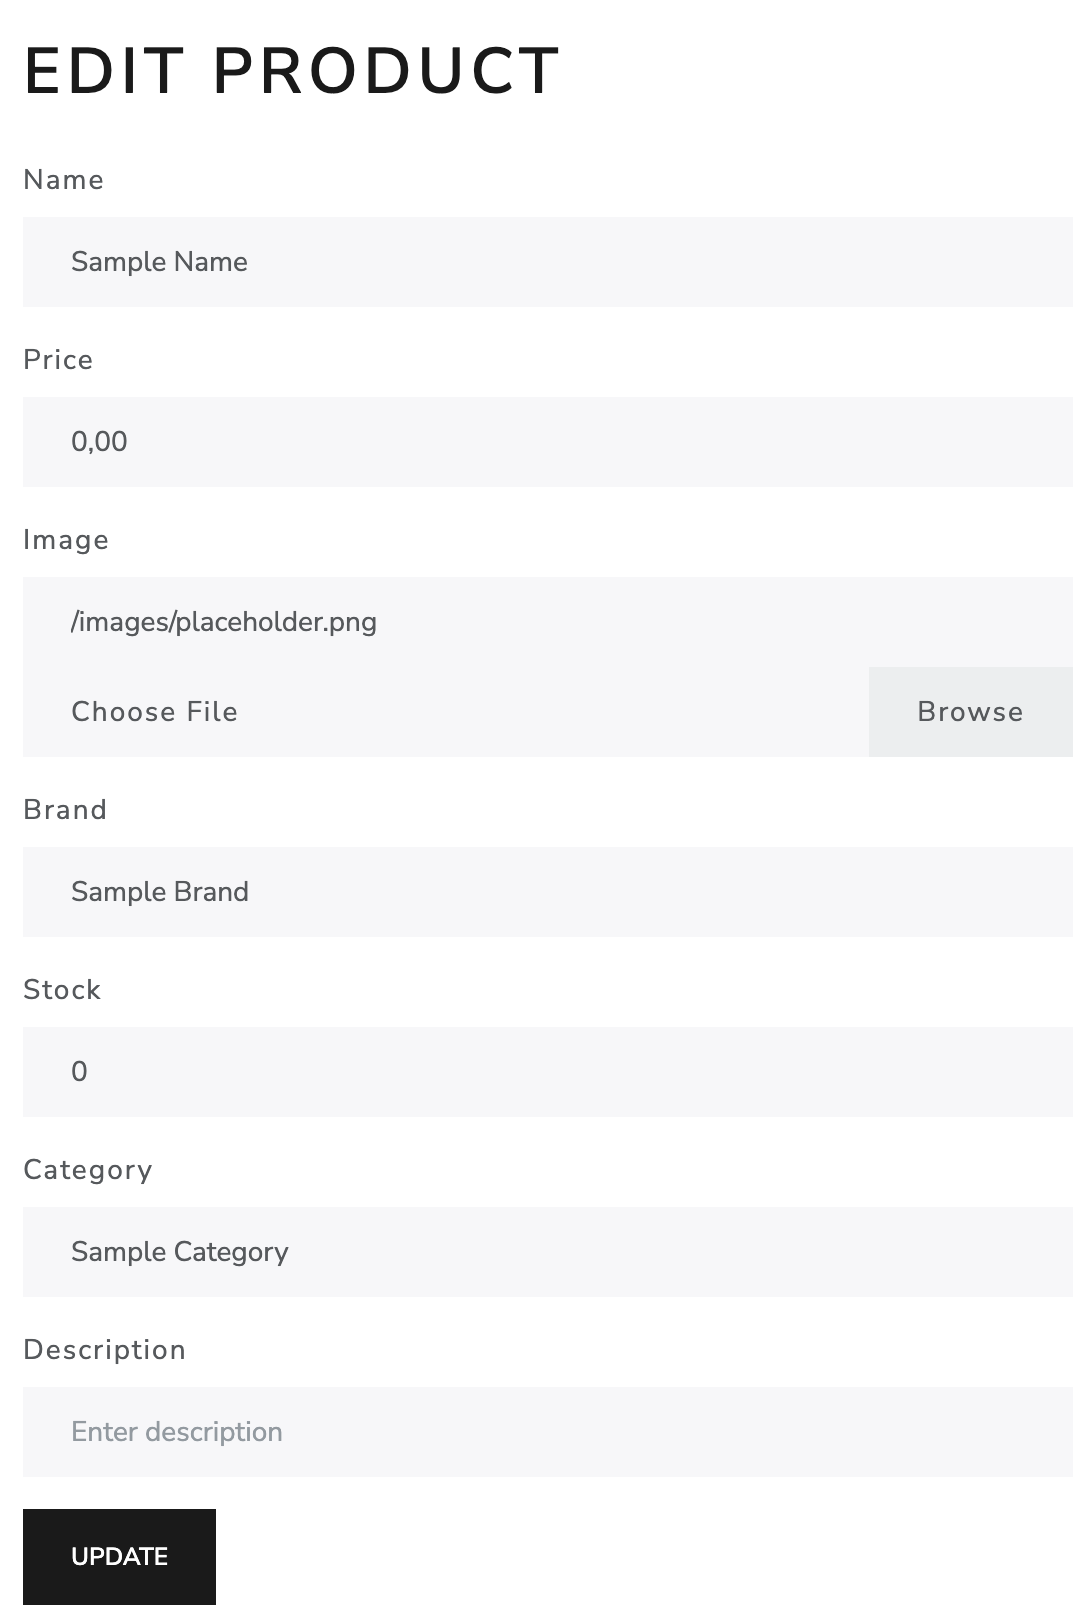 EDIT PRODUCT
Name
Sample Name
Price
0,00
Image
/images/placeholder.png
Choose File Browse
Brand
Sample Brand
Stock
0
Category
Sample Category
Description
Enter description
UPDATE